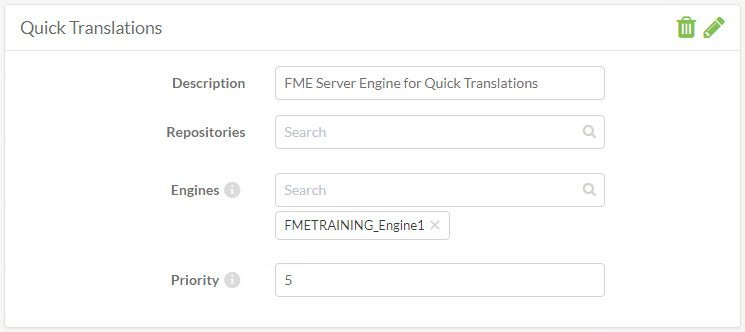 Quick Translations
Description FME Server Engine for Quick Translations
Repositories Search
Engines Search
FMETRAINING_Engine1
Priority 5